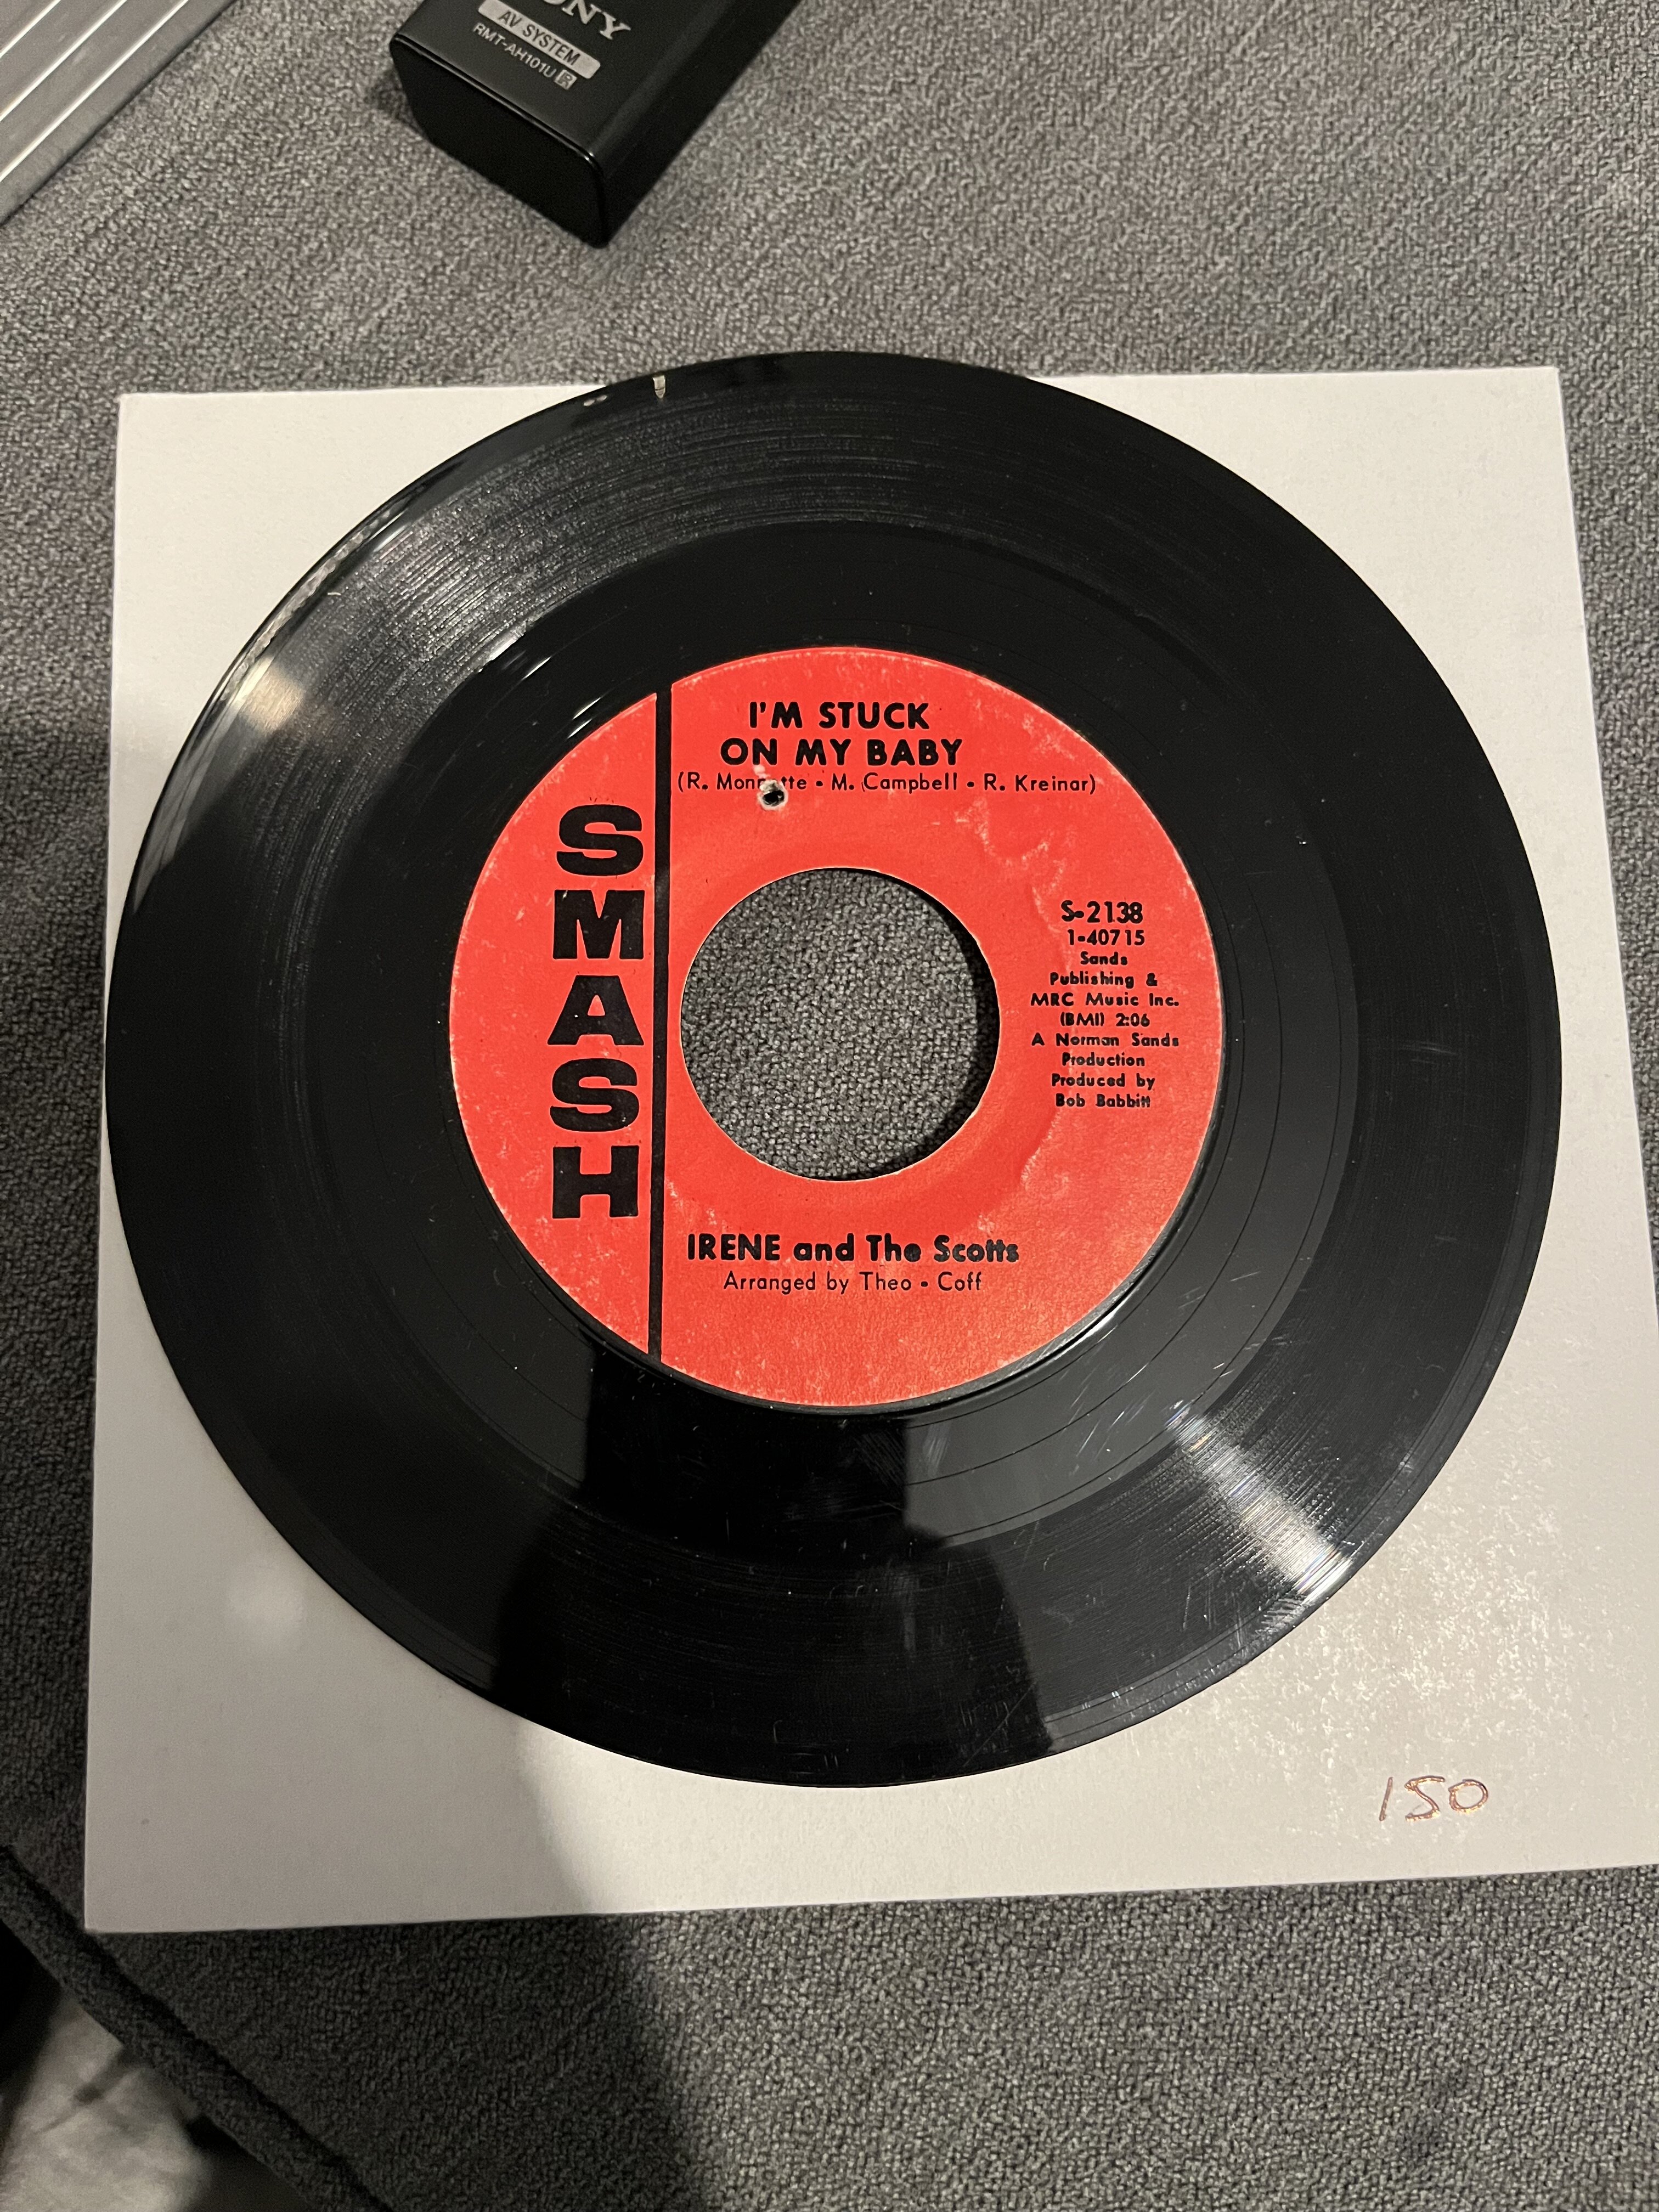 AV SYSTEM
RMT-AH101U R
I'M STUCK
ON MY BABY
(R. • M. Campbell • R. Kreinar)
SMASH
S-2138
1-40715
Sands
Publishing &
MRC Music Inc.
(BMI) 2:06
A Norman Sands
Production
Produced by
Bob Babbitt
IRENE and The Scotts
Arranged by Theo - Coff
150